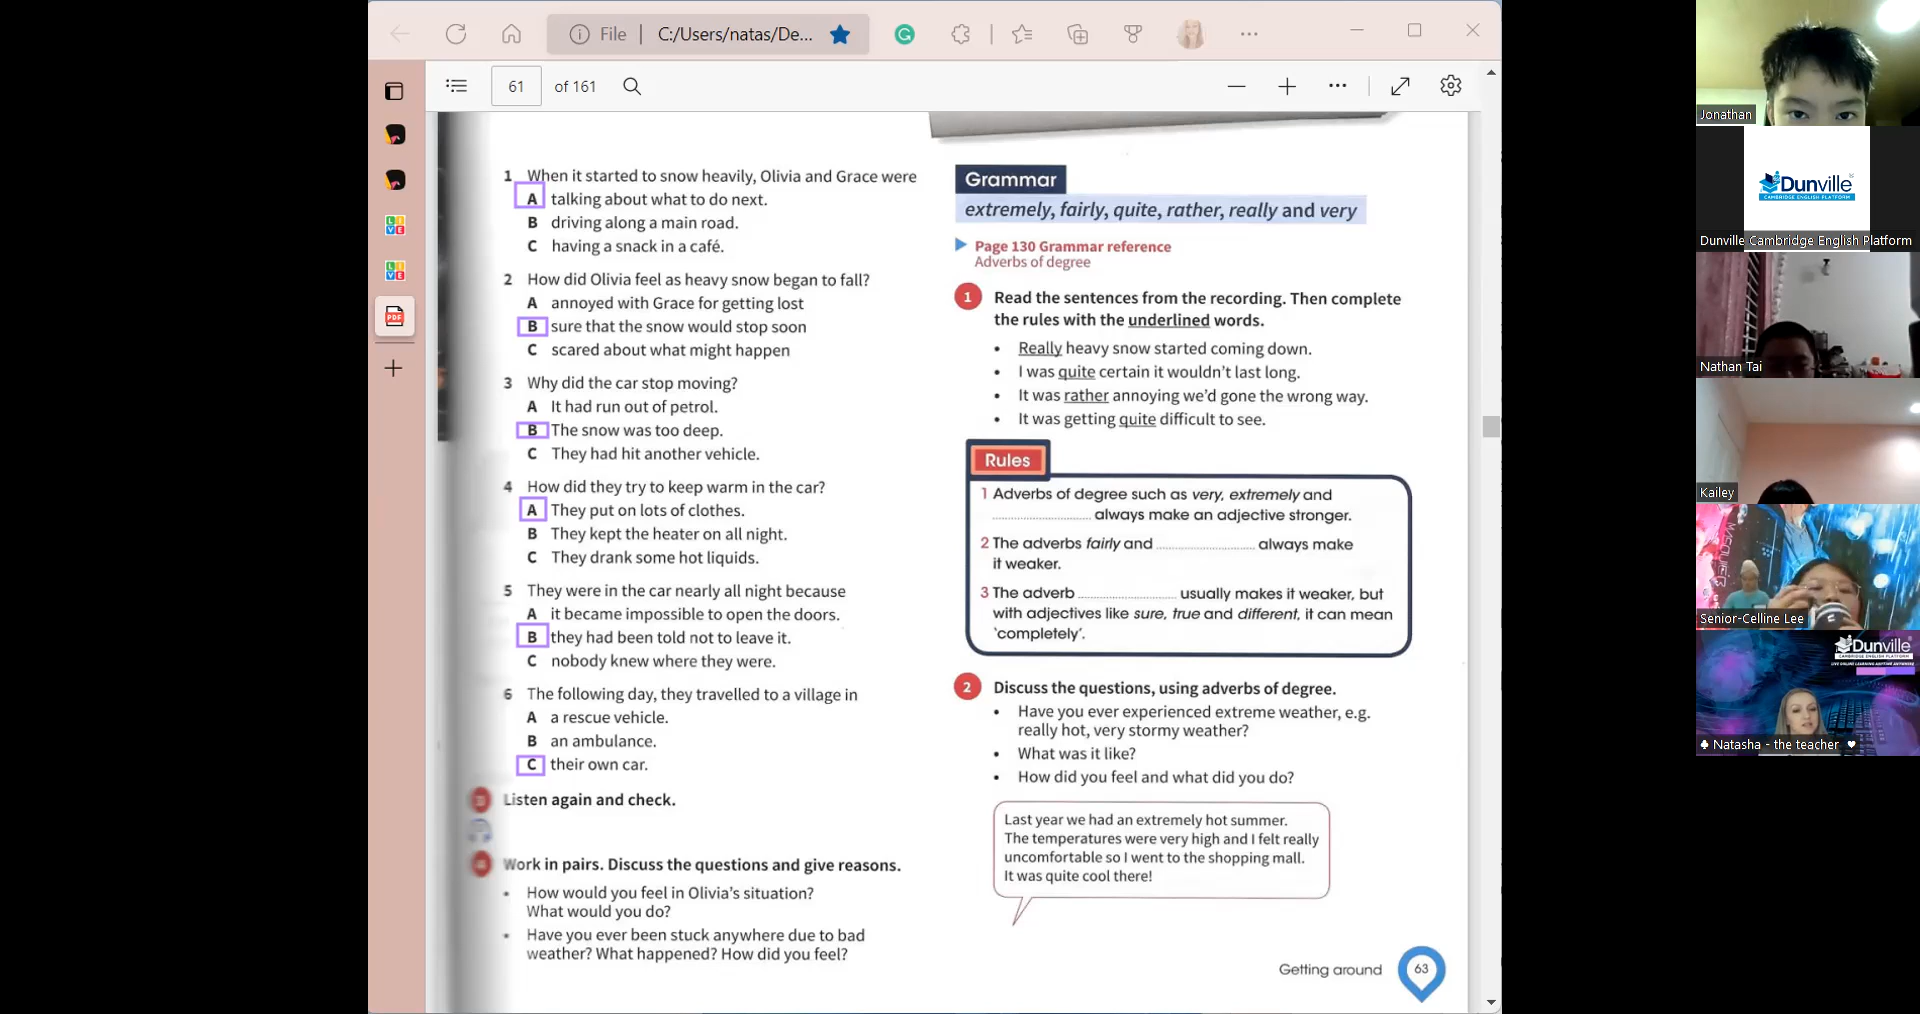 File
C:/Users/natas/De...
61
of 161
1 When it started to snow heavily, Olivia and Grace were
A talking about what to do next.
B driving along a main road.
C having a snack in a café.
2 How did Olivia feel as heavy snow began to fall?
A annoyed with Grace for getting lost
B sure that the snow would stop soon
C scared about what might happen
3 Why did the car stop moving?
A It had run out of petrol.
B The snow was too deep.
C They had hit another vehicle.
4 How did they try to keep warm in the car?
A They put on lots of clothes.
B They kept the heater on all night.
C They drank some hot liquids.
5 They were in the car nearly all night because
A it became impossible to open the doors.
B they had been told not to leave it.
C nobody knew where they were.
6 The following day, they travelled to a village in
A a rescue vehicle.
B an ambulance.
C their own car.
Listen again and check.
Work in pairs. Discuss the questions and give reasons.
• How would you feel in Olivia's situation?
What would you do?
• Have you ever been stuck anywhere due to bad
weather? What happened? How did you feel?
Grammar
extremely, fairly, quite, rather, really and very
Page 130 Grammar reference
Adverbs of degree
1 Read the sentences from the recording. Then complete
the rules with the underlined words.
• Really heavy snow started coming down.
• I was quite certain it wouldn't last long.
• It was rather annoying we'd gone the wrong way.
• It was getting quite difficult to see.
Rules
1 Adverbs of degree such as very, extremely and
.......................... always make an adjective stronger.
2 The adverbs fairly and .......................... always make
it weaker.
3 The adverb .......................... usually makes it weaker, but
with adjectives like sure, true and different, it can mean
'completely'.
2 Discuss the questions, using adverbs of degree.
• Have you ever experienced extreme weather, e.g.
really hot, very stormy weather?
• What was it like?
• How did you feel and what did you do?
Last year we had an extremely hot summer.
The temperatures were very high and I felt really
uncomfortable so I went to the shopping mall.
It was quite cool there!
Getting around 63
Jonathan
Dunville
CAMBRIDGE ENGLISH PLATFORM
Dunville Cambridge English Platform
Nathan Tai
Kailey
Senior-Celline Lee
Dunville
CAMBRIDGE ENGLISH PLATFORM
LIVE ONLINE LEARNING ANYTIME ANYWHERE
Natasha - the teacher